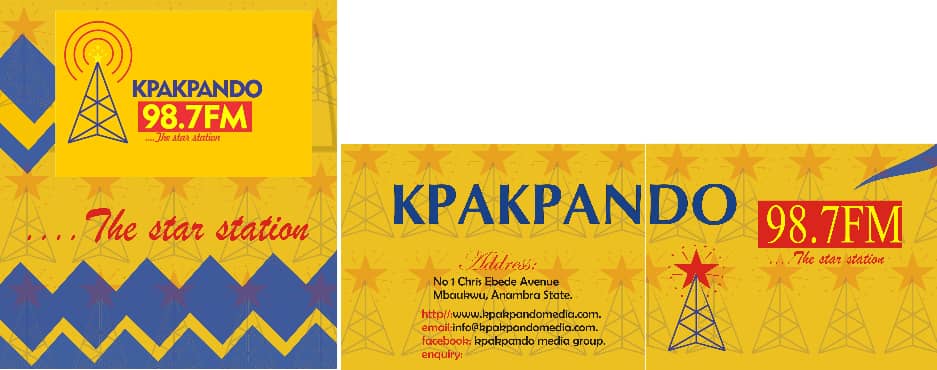 KPAKPANDO
98.7FM
....The star station
....The star station
KPAKPANDO
98.7FM
....The star station
Address:
No 1 Chris Ebede Avenue
Mbaukwu, Anambra State.
http//:www.kpakpandomedia.com.
email:info@kpakpandomedia.com.
facebook: kpakpando media group.
enquiry: